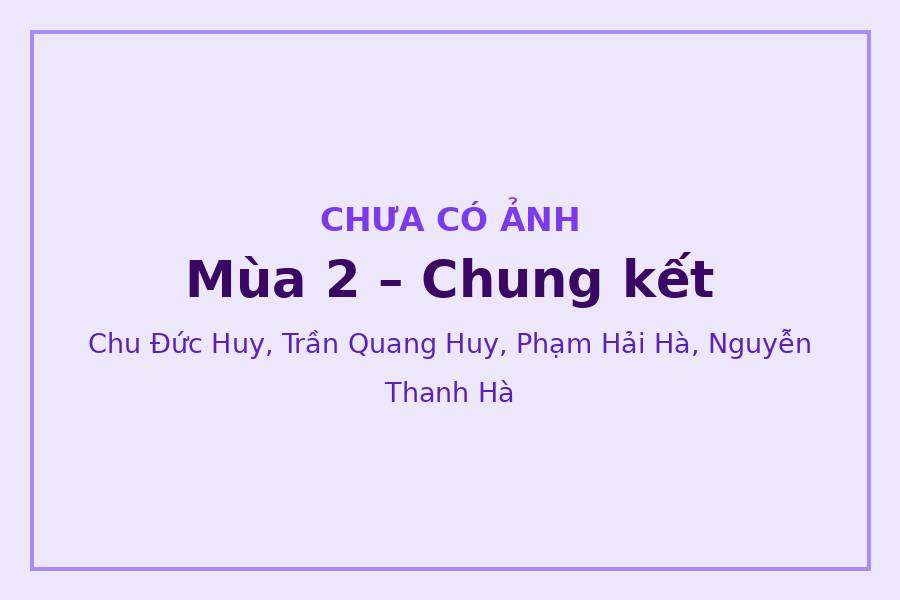 CHƯA CÓ ẢNH
Mùa 2 – Chung kết
Chu Đức Huy, Trần Quang Huy, Phạm Hải Hà, Nguyễn
Thanh Hà